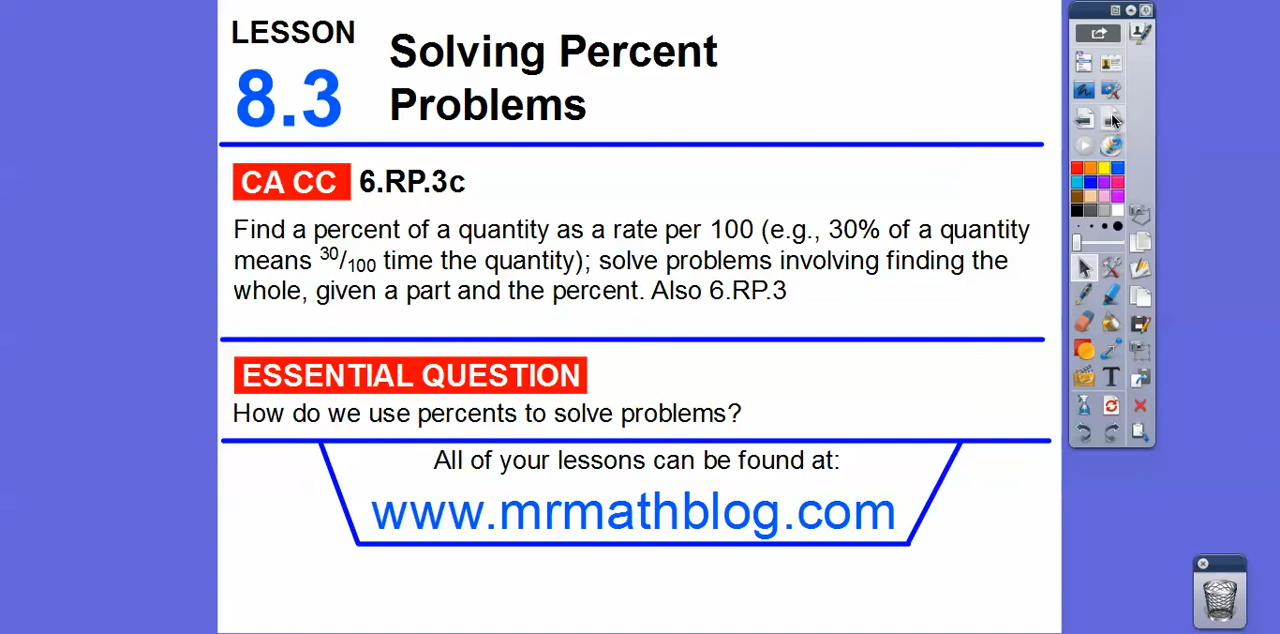 LESSON
8.3
Solving Percent
Problems
CA CC 6.RP.3c
Find a percent of a quantity as a rate per 100 (e.g., 30% of a quantity
means 30/100 time the quantity); solve problems involving finding the
whole, given a part and the percent. Also 6.RP.3
ESSENTIAL QUESTION
How do we use percents to solve problems?
All of your lessons can be found at:
www.mrmathblog.com
T